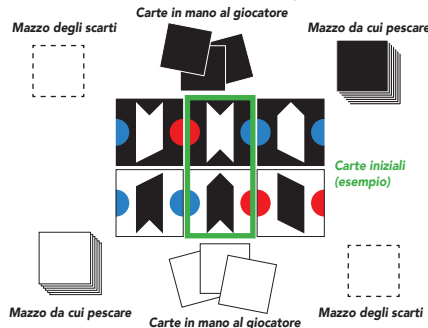 Carte in mano al giocatore
Mazzo degli scarti
Mazzo da cui pescare
Carte iniziali
(esempio)
Mazzo da cui pescare
Carte in mano al giocatore
Mazzo degli scarti